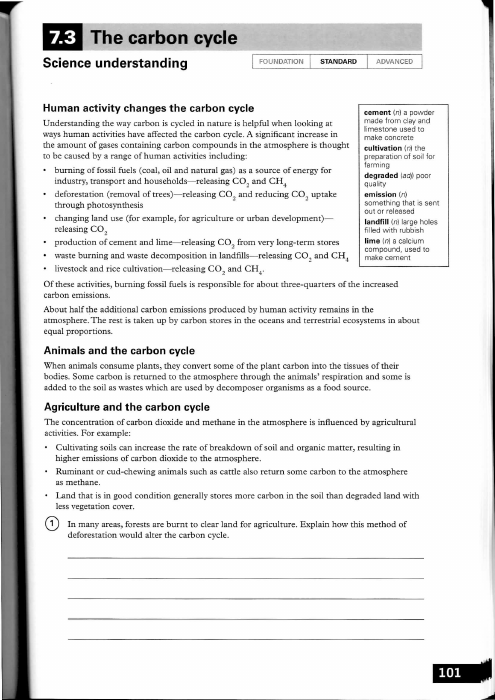 7.3 The carbon cycle
Science understanding
FOUNDATION STANDARD ADVANCED
Human activity changes the carbon cycle
Understanding the way carbon is cycled in nature is helpful when looking at
ways human activities have affected the carbon cycle. A significant increase in
the amount of gases containing carbon compounds in the atmosphere is thought
to be caused by a range of human activities including:
• burning of fossil fuels (coal, oil and natural gas) as a source of energy for
industry, transport and households—releasing CO₂ and CH₄
• deforestation (removal of trees)—releasing CO₂ and reducing CO₂ uptake
through photosynthesis
• changing land use (for example, for agriculture or urban development)—
releasing CO₂
• production of cement and lime—releasing CO₂ from very long-term stores
• waste burning and waste decomposition in landfills—releasing CO₂ and CH₄
• livestock and rice cultivation—releasing CO₂ and CH₄.
cement (n) a powder
made from clay and
limestone used to
make concrete
cultivation (n) the
preparation of soil for
farming
degraded (adj) poor
quality
emission (n)
something that is sent
out or released
landfill (n) large holes
filled with rubbish
lime (n) a calcium
compound, used to
make cement
Of these activities, burning fossil fuels is responsible for about three-quarters of the increased
carbon emissions.
About half the additional carbon emissions produced by human activity remains in the
atmosphere. The rest is taken up by carbon stores in the oceans and terrestrial ecosystems in about
equal proportions.
Animals and the carbon cycle
When animals consume plants, they convert some of the plant carbon into the tissues of their
bodies. Some carbon is returned to the atmosphere through the animals' respiration and some is
added to the soil as wastes which are used by decomposer organisms as a food source.
Agriculture and the carbon cycle
The concentration of carbon dioxide and methane in the atmosphere is influenced by agricultural
activities. For example:
• Cultivating soils can increase the rate of breakdown of soil and organic matter, resulting in
higher emissions of carbon dioxide to the atmosphere.
• Ruminant or cud-chewing animals such as cattle also return some carbon to the atmosphere
as methane.
• Land that is in good condition generally stores more carbon in the soil than degraded land with
less vegetation cover.
1 In many areas, forests are burnt to clear land for agriculture. Explain how this method of
deforestation would alter the carbon cycle.
101